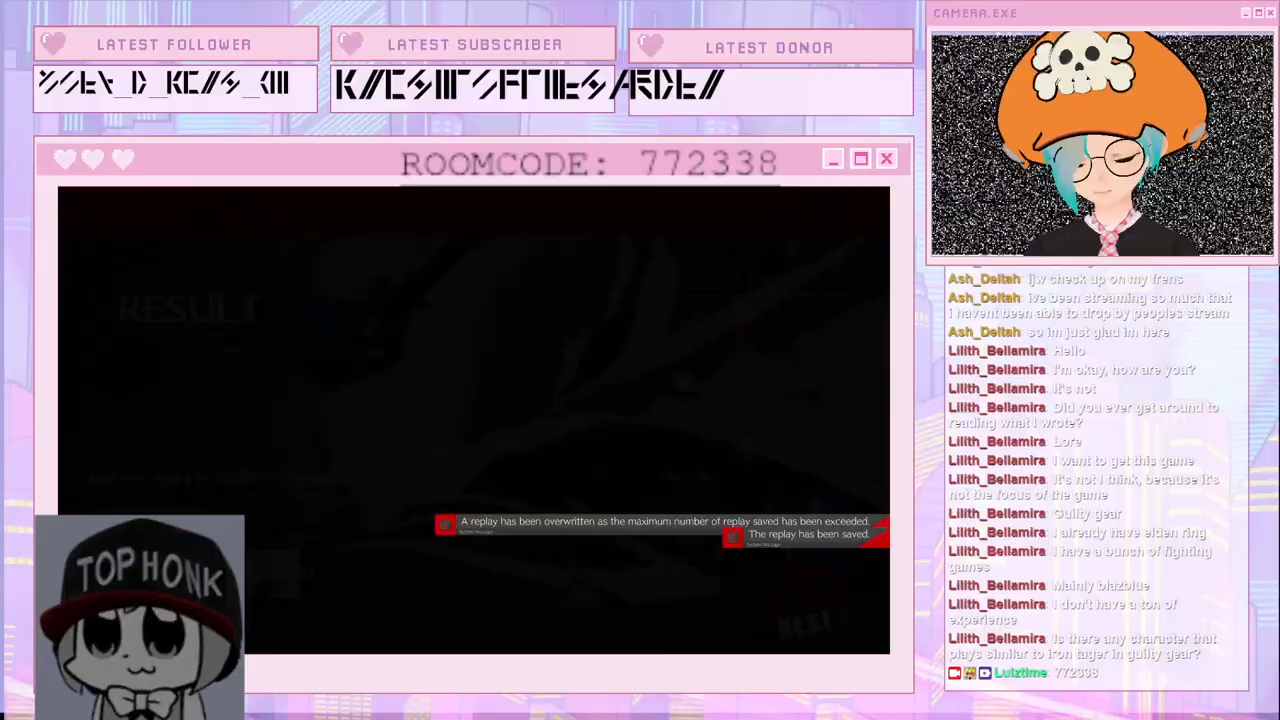 LATEST FOLLOWER
LATEST SUBSCRIBER
LATEST DONOR
CAMERA.EXE
ROOMCODE: 772338
RESULT
A replay has been overwritten as the maximum number of replay saved has been exceeded.
System Message
The replay has been saved.
System Message
TOP HONK
Ash_Deltah ijw check up on my frens
Ash_Deltah ive been streaming so much that
i havent been able to drop by peoples stream
Ash_Deltah so im just glad im here
Lilith_Bellamira Hello
Lilith_Bellamira I'm okay, how are you?
Lilith_Bellamira It's not
Lilith_Bellamira Did you ever get around to
reading what I wrote?
Lilith_Bellamira Lore
Lilith_Bellamira I want to get this game
Lilith_Bellamira It's not I think, because it's
not the focus of the game
Lilith_Bellamira Guilty gear
Lilith_Bellamira I already have elden ring
Lilith_Bellamira I have a bunch of fighting
games
Lilith_Bellamira Mainly blazblue
Lilith_Bellamira I don't have a ton of
experience
Lilith_Bellamira Is there any character that
plays similar to iron tager in guilty gear?
Luiztime 772338